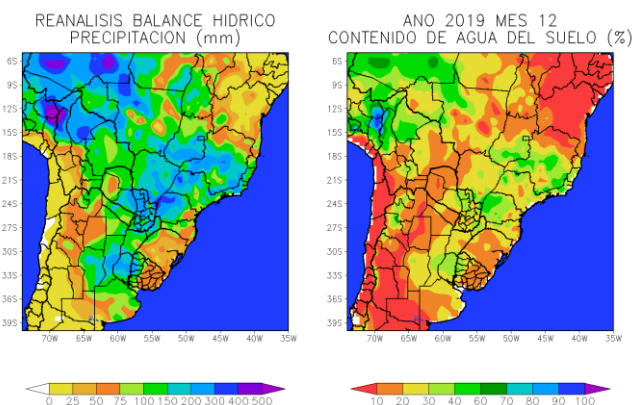 REANALISIS BALANCE HIDRICO
PRECIPITACION (mm)
ANO 2019 MES 12
CONTENIDO DE AGUA DEL SUELO (%)
6S
9S
12S
15S
18S
21S
24S
27S
30S
33S
36S
39S
70W 65W 60W 55W 50W 45W 40W 35W
6S
9S
12S
15S
18S
21S
24S
27S
30S
33S
36S
39S
70W 65W 60W 55W 50W 45W 40W 35W
0 25 50 75 100 150 200 300 400 500
10 20 30 40 60 70 80 90 100